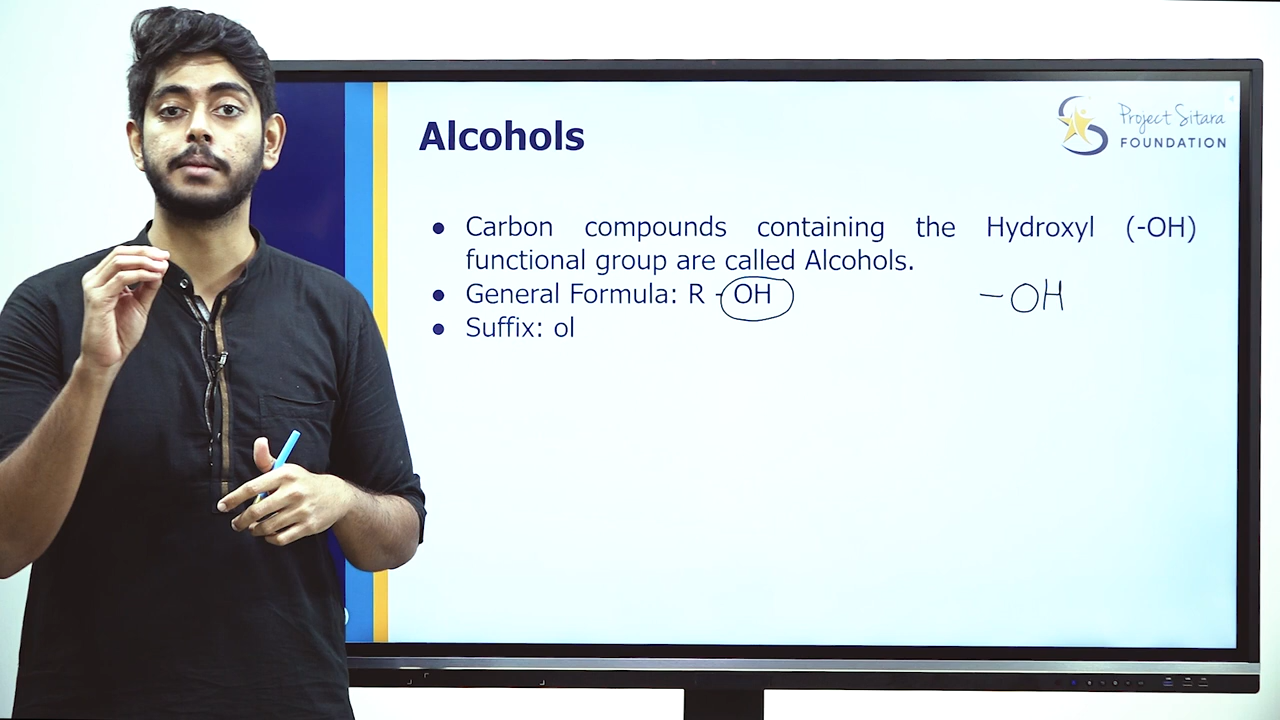 Alcohols
Project Sitara
FOUNDATION
• Carbon compounds containing the Hydroxyl (-OH)
functional group are called Alcohols.
• General Formula: R - OH
– OH
• Suffix: ol